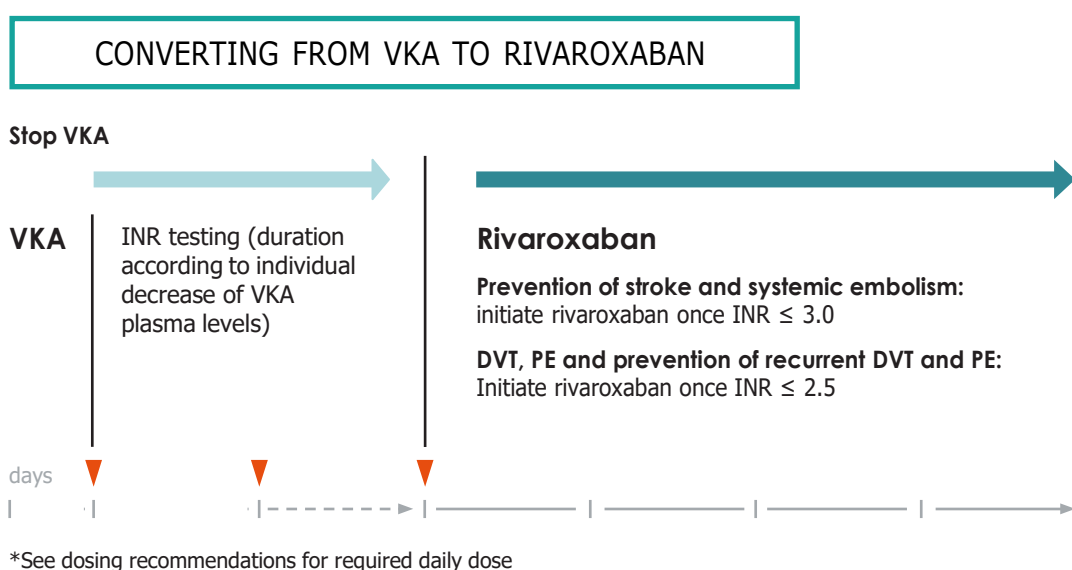 CONVERTING FROM VKA TO RIVAROXABAN
Stop VKA
VKA
INR testing (duration
according to individual
decrease of VKA
plasma levels)
Rivaroxaban
Prevention of stroke and systemic embolism:
initiate rivaroxaban once INR ≤ 3.0
DVT, PE and prevention of recurrent DVT and PE:
Initiate rivaroxaban once INR ≤ 2.5
days
*See dosing recommendations for required daily dose